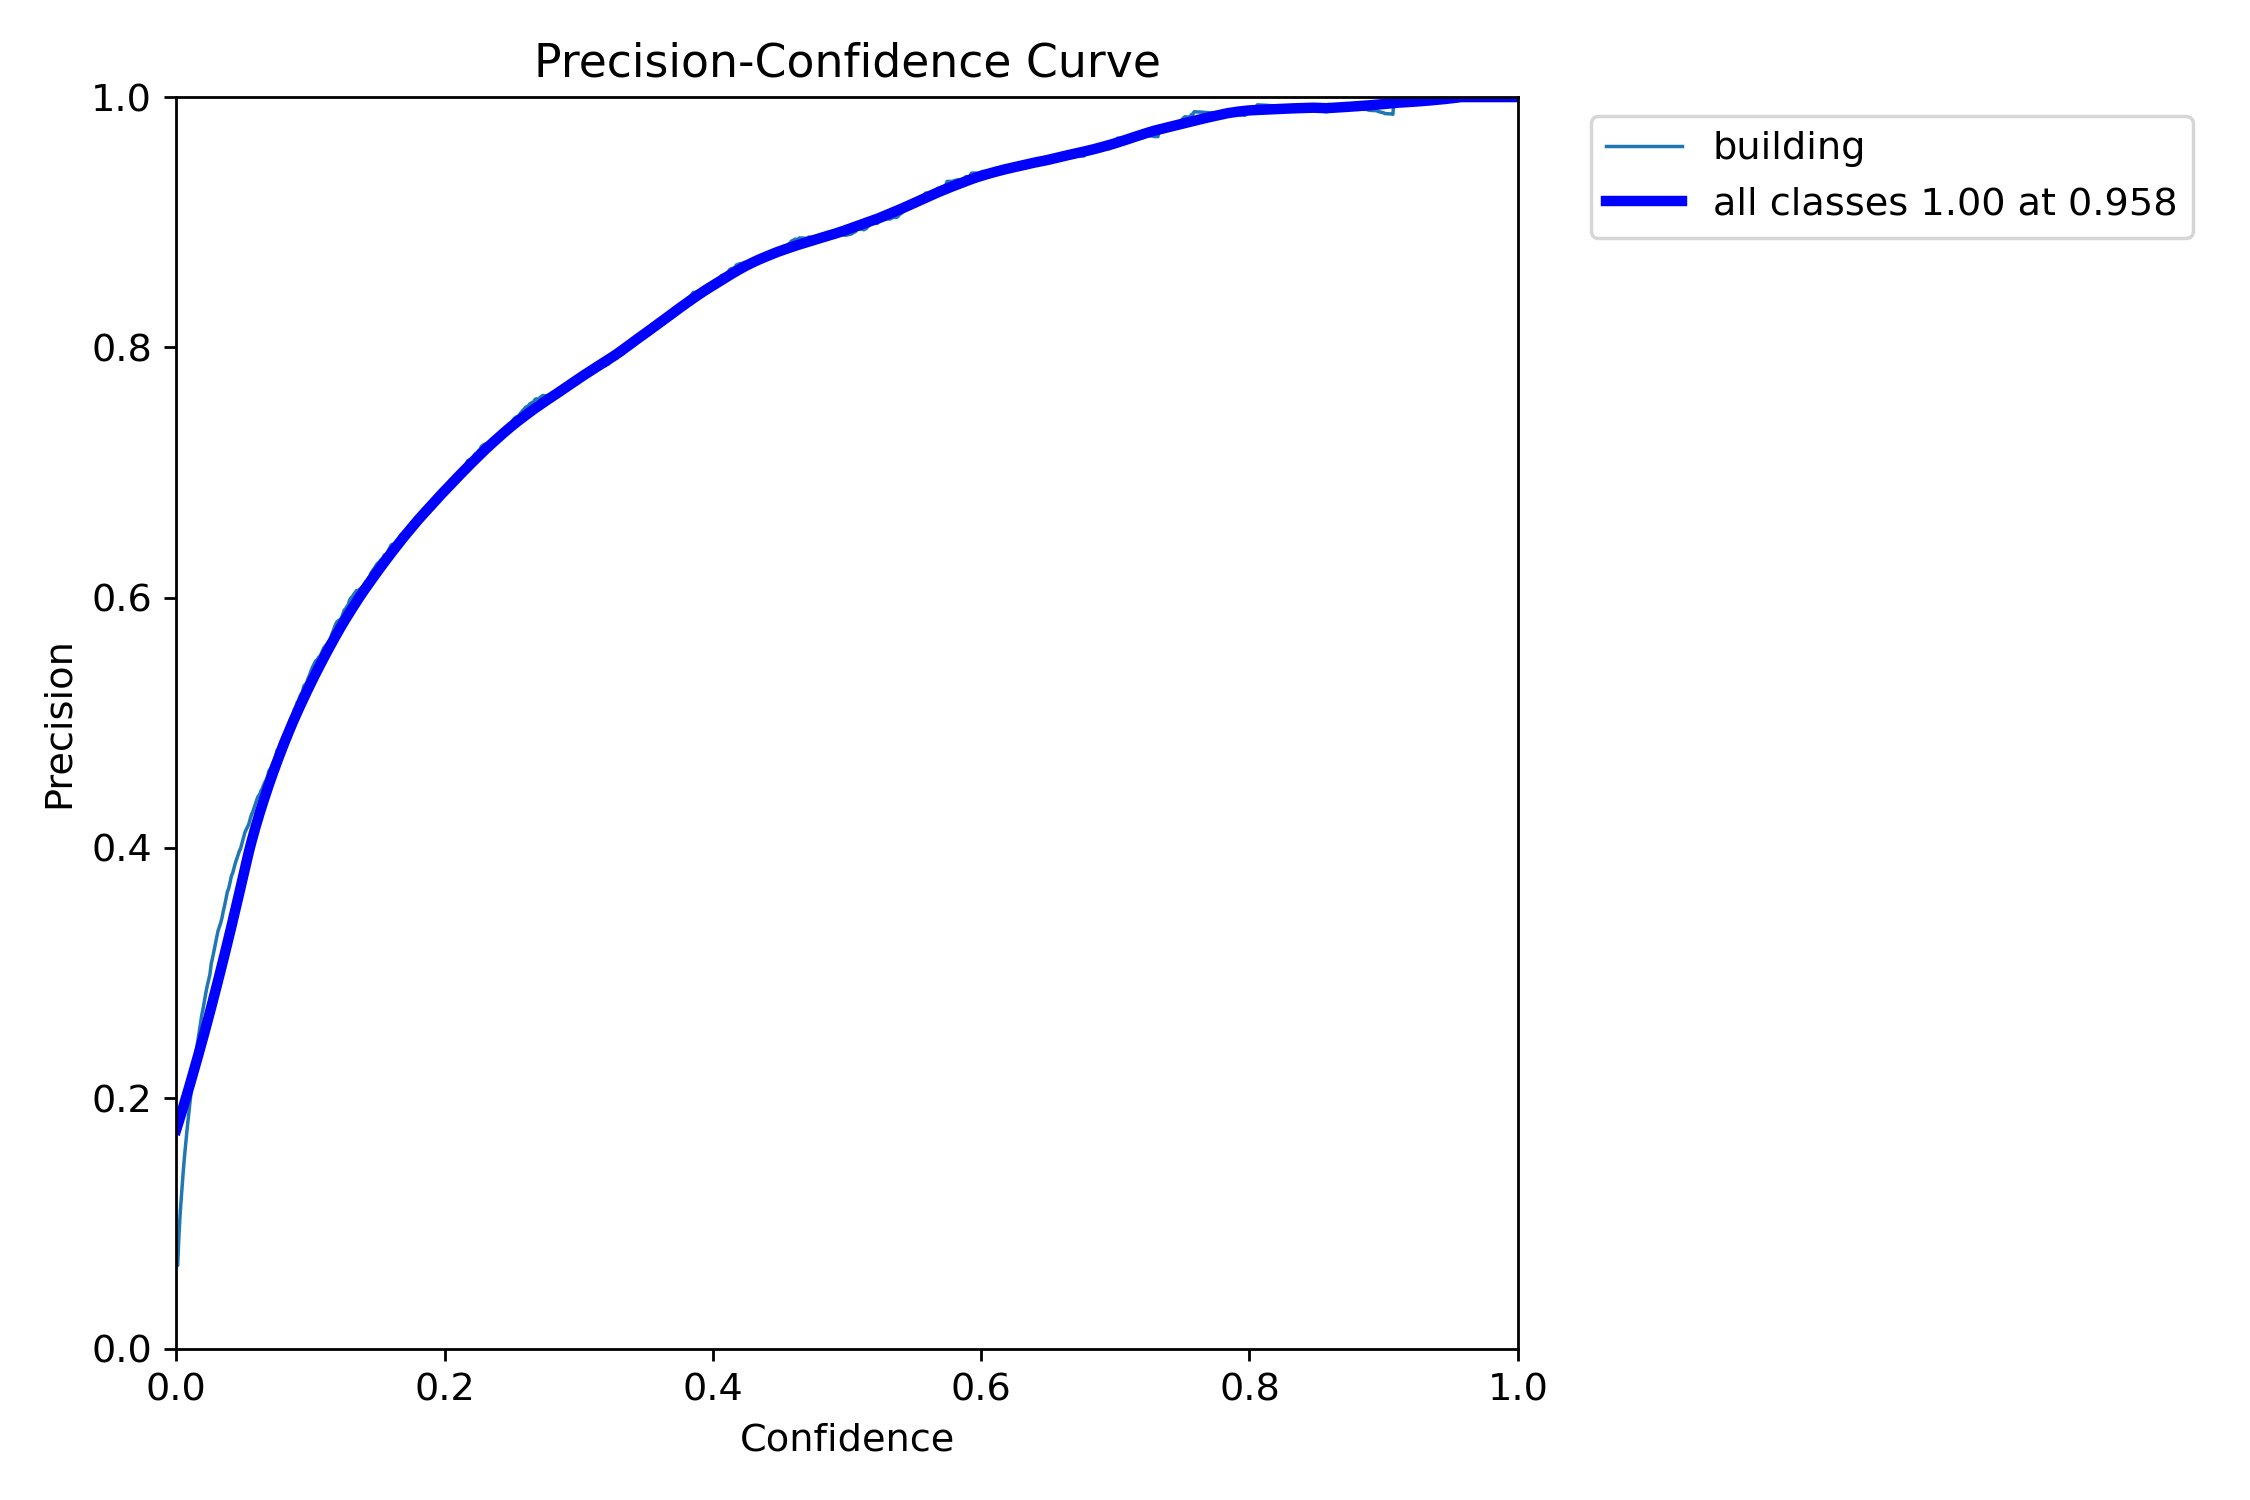 Precision-Confidence Curve
1.0
0.8
0.6
0.4
0.2
0.0
Precision
0.0 0.2 0.4 0.6 0.8 1.0
Confidence
building
all classes 1.00 at 0.958